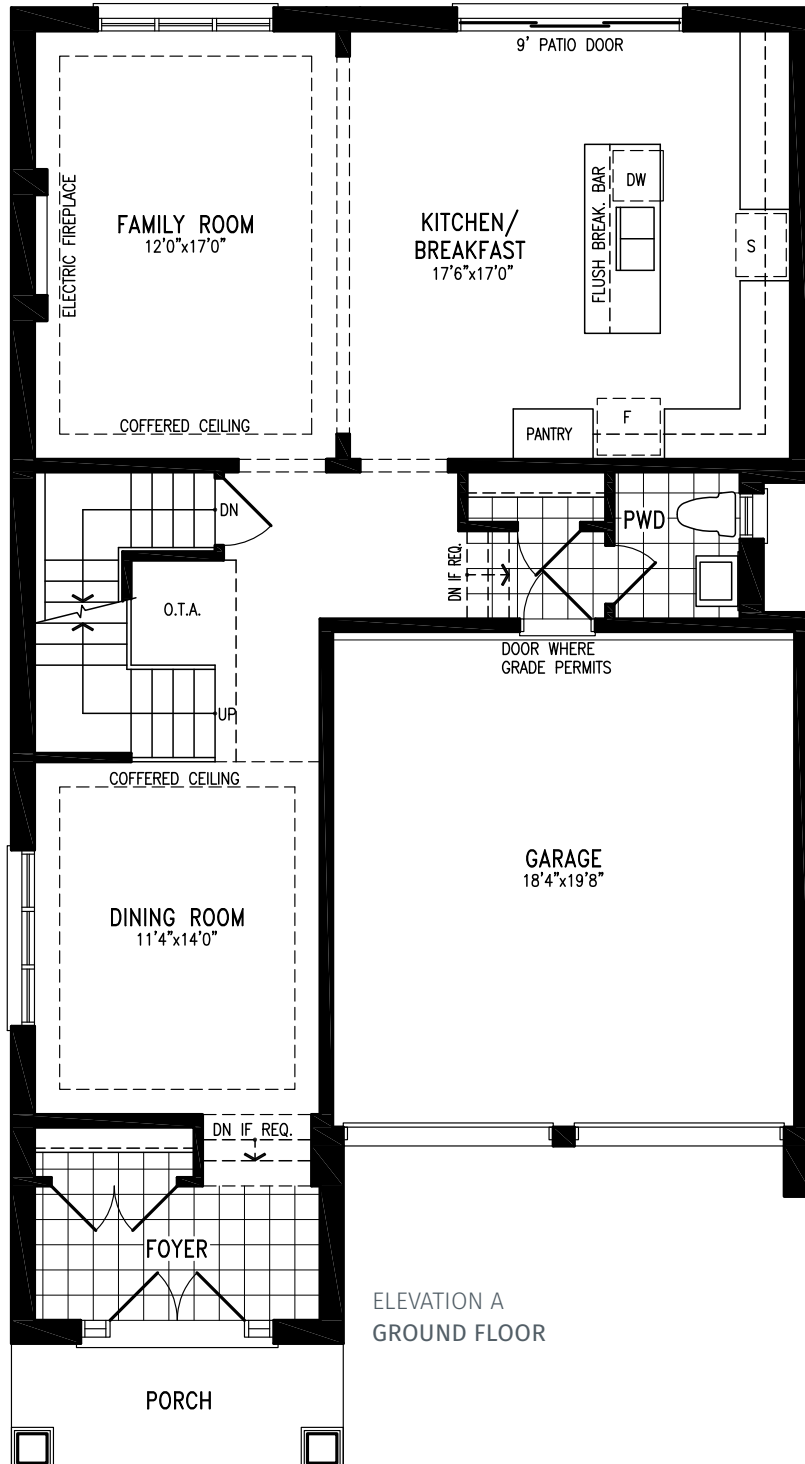 9' PATIO DOOR
ELECTRIC FIREPLACE
FAMILY ROOM
12'0"x17'0"
COFFERED CEILING
KITCHEN/
BREAKFAST
17'6"x17'0"
FLUSH BREAK. BAR
DW
S
PANTRY
F
DN
O.T.A.
UP
DN IF REQ.
PWD
DOOR WHERE
GRADE PERMITS
COFFERED CEILING
DINING ROOM
11'4"x14'0"
GARAGE
18'4"x19'8"
DN IF REQ.
FOYER
ELEVATION A
GROUND FLOOR
PORCH